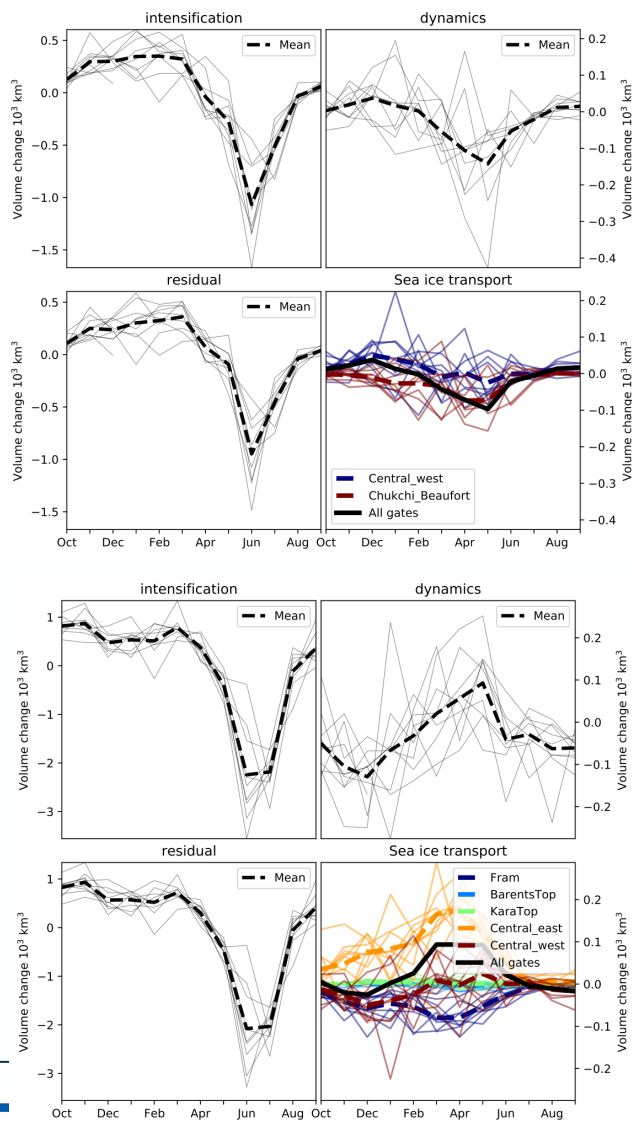 intensification
dynamics
Volume change 10³ km³
0.5
0.0
−0.5
−1.0
−1.5
Mean
Mean
0.2
0.1
0.0
−0.1
−0.2
−0.3
−0.4
Volume change 10³ km³
residual
Sea ice transport
Volume change 10³ km³
0.5
0.0
−0.5
−1.0
−1.5
Mean
Central_west
Chukchi_Beaufort
All gates
0.2
0.1
0.0
−0.1
−0.2
−0.3
−0.4
Volume change 10³ km³
Oct Dec Feb Apr Jun Aug Oct Dec Feb Apr Jun Aug
intensification
dynamics
Volume change 10³ km³
1
0
−1
−2
−3
Mean
Mean
0.2
0.1
0.0
−0.1
−0.2
Volume change 10³ km³
residual
Sea ice transport
Volume change 10³ km³
1
0
−1
−2
−3
Mean
Fram
BarentsTop
KaraTop
Central_east
Central_west
All gates
0.2
0.1
0.0
−0.1
−0.2
Volume change 10³ km³
Oct Dec Feb Apr Jun Aug Oct Dec Feb Apr Jun Aug